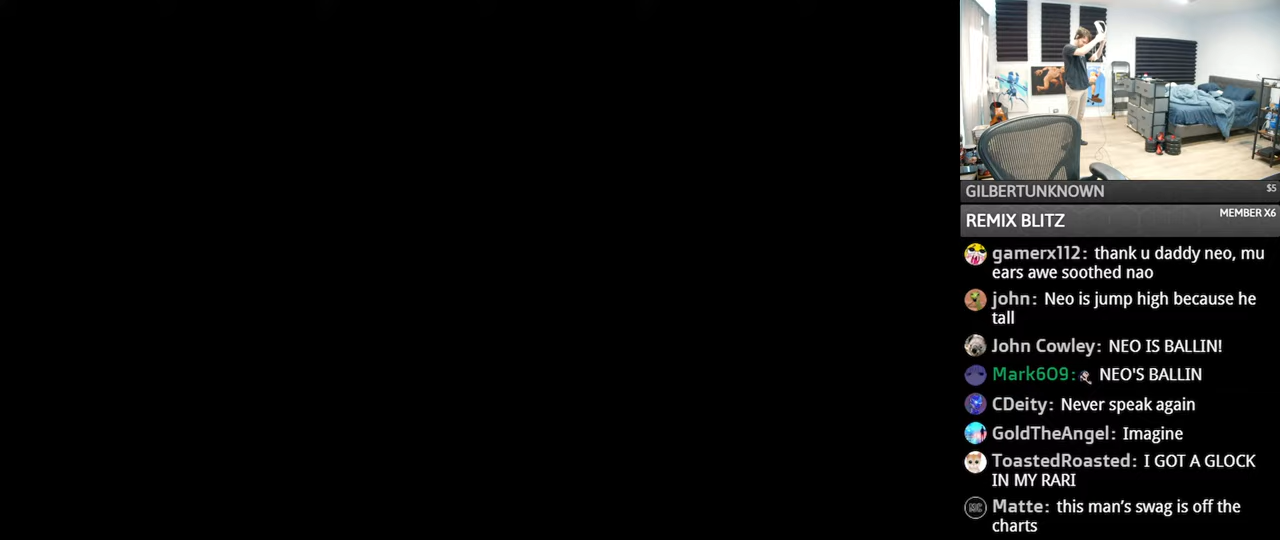 GILBERTUNKNOWN $5
REMIX BLITZ MEMBER X6
gamerx112: thank u daddy neo, mu
ears awe soothed nao
john: Neo is jump high because he
tall
John Cowley: NEO IS BALLIN!
Mark609: NEO'S BALLIN
CDeity: Never speak again
GoldTheAngel: Imagine
ToastedRoasted: I GOT A GLOCK
IN MY RARI
MC Matte: this man’s swag is off the
charts